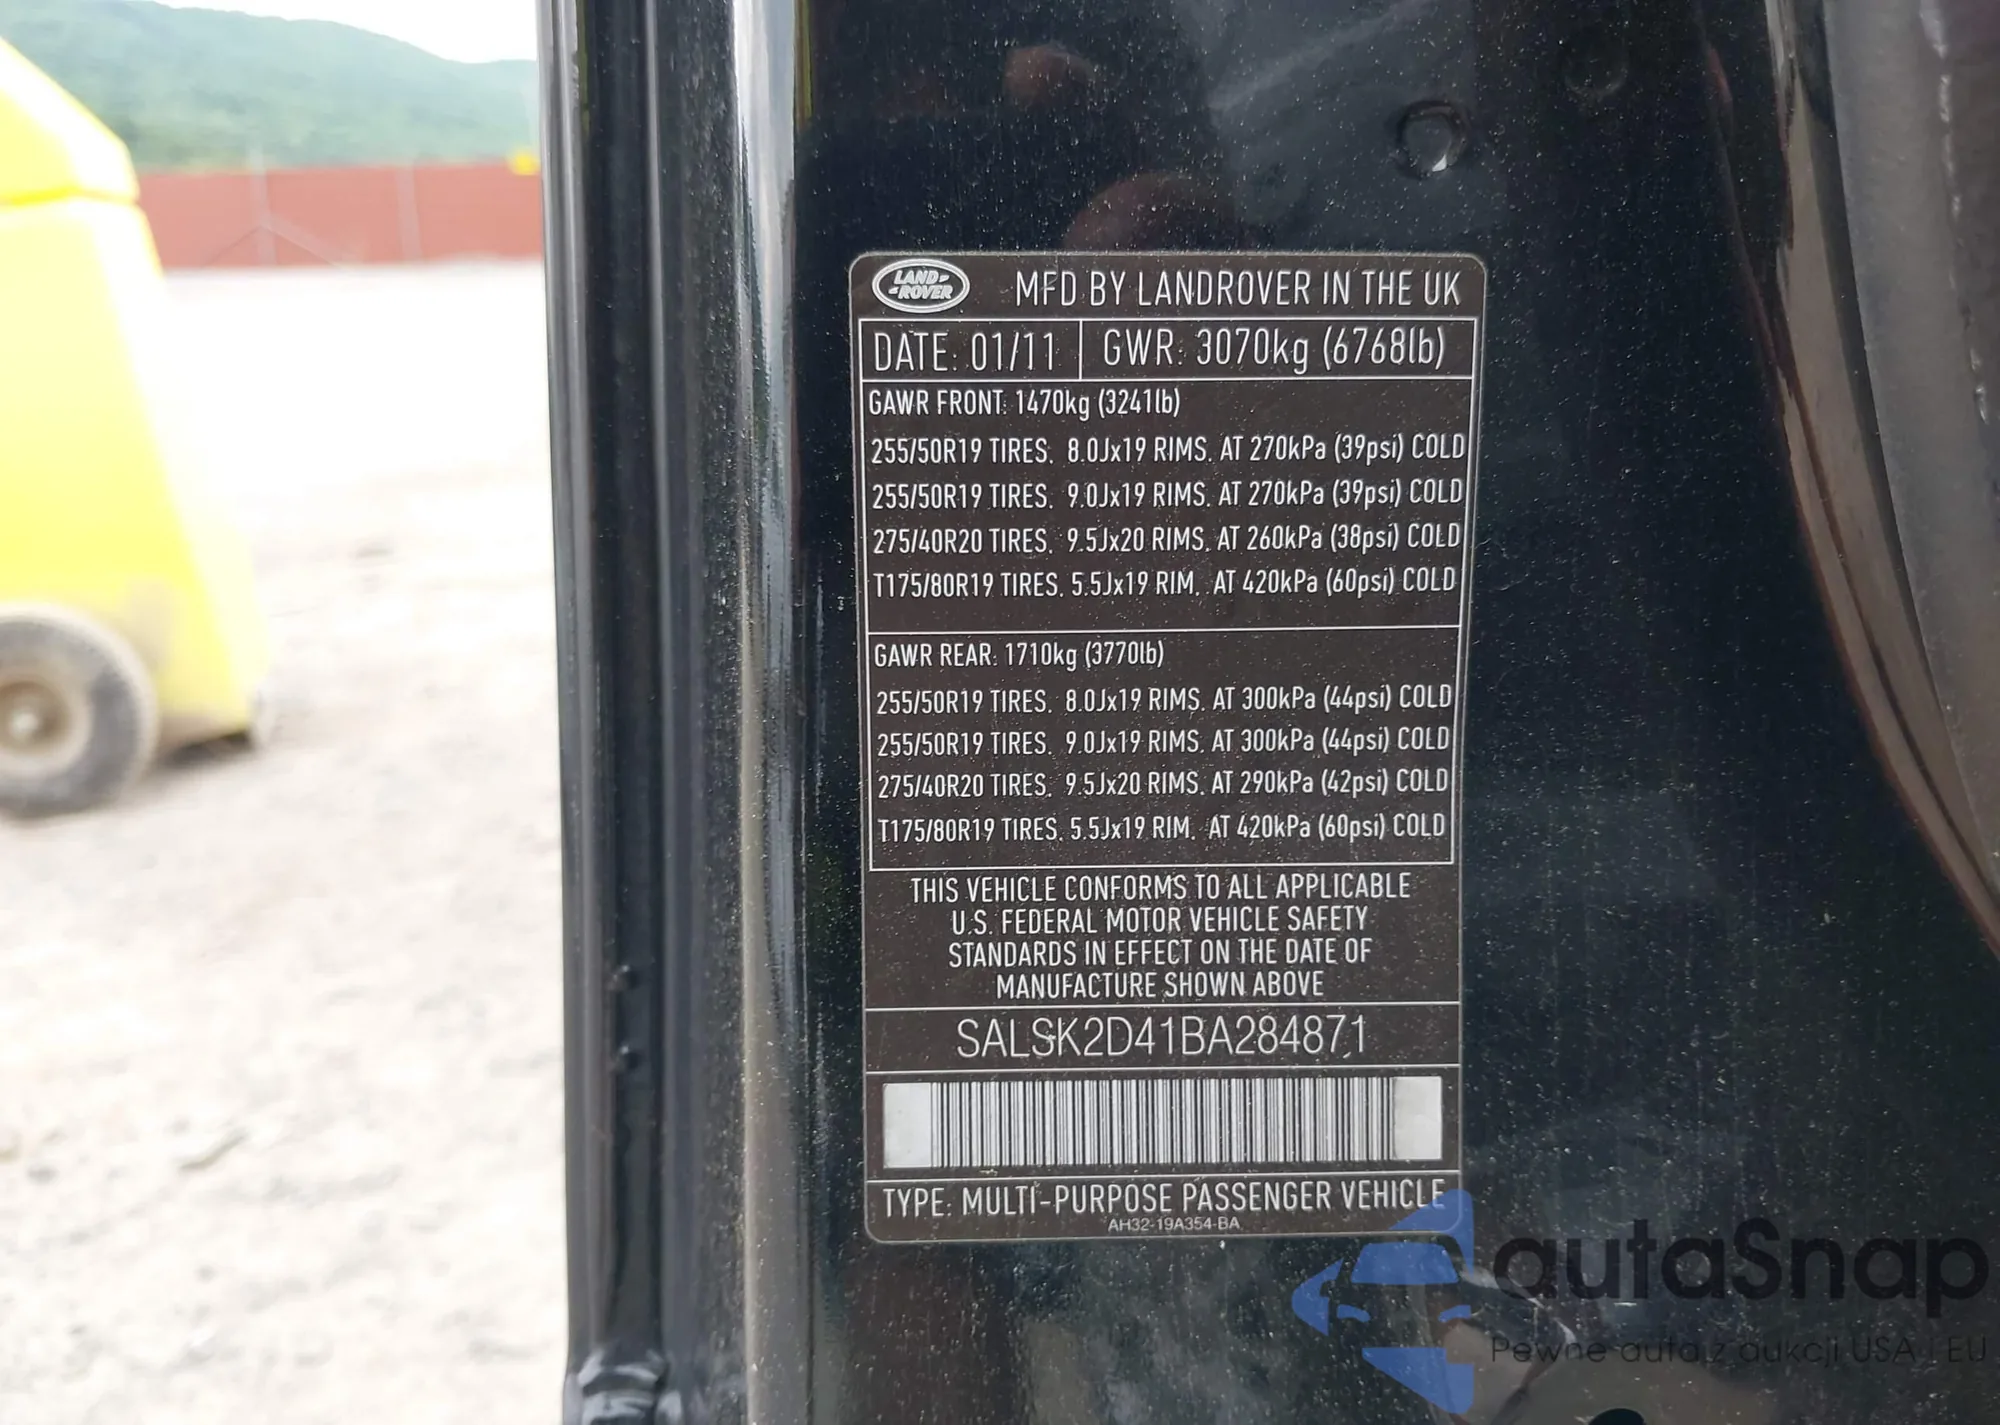 LAND-
-ROVER
MFD BY LANDROVER IN THE UK
DATE: 01/11
GWR: 3070kg (6768lb)
GAWR FRONT: 1470kg (3241lb)
255/50R19 TIRES, 8.0Jx19 RIMS, AT 270kPa (39psi) COLD
255/50R19 TIRES, 9.0Jx19 RIMS, AT 270kPa (39psi) COLD
275/40R20 TIRES, 9.5Jx20 RIMS, AT 260kPa (38psi) COLD
T175/80R19 TIRES, 5.5Jx19 RIM, AT 420kPa (60psi) COLD
GAWR REAR: 1710kg (3770lb)
255/50R19 TIRES, 8.0Jx19 RIMS, AT 300kPa (44psi) COLD
255/50R19 TIRES, 9.0Jx19 RIMS, AT 300kPa (44psi) COLD
275/40R20 TIRES, 9.5Jx20 RIMS, AT 290kPa (42psi) COLD
T175/80R19 TIRES, 5.5Jx19 RIM, AT 420kPa (60psi) COLD
THIS VEHICLE CONFORMS TO ALL APPLICABLE
U.S. FEDERAL MOTOR VEHICLE SAFETY
STANDARDS IN EFFECT ON THE DATE OF
MANUFACTURE SHOWN ABOVE
SALSK2D41BA284871
TYPE: MULTI-PURPOSE PASSENGER VEHICLE
AH32-19A354-BA
autaSnap
Pewne auta z aukcji USA i EU